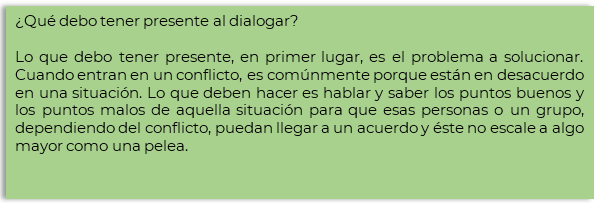 ¿Qué debo tener presente al dialogar?
Lo que debo tener presente, en primer lugar, es el problema a solucionar.
Cuando entran en un conflicto, es comúnmente porque están en desacuerdo
en una situación. Lo que deben hacer es hablar y saber los puntos buenos y
los puntos malos de aquella situación para que esas personas o un grupo,
dependiendo del conflicto, puedan llegar a un acuerdo y éste no escale a algo
mayor como una pelea.